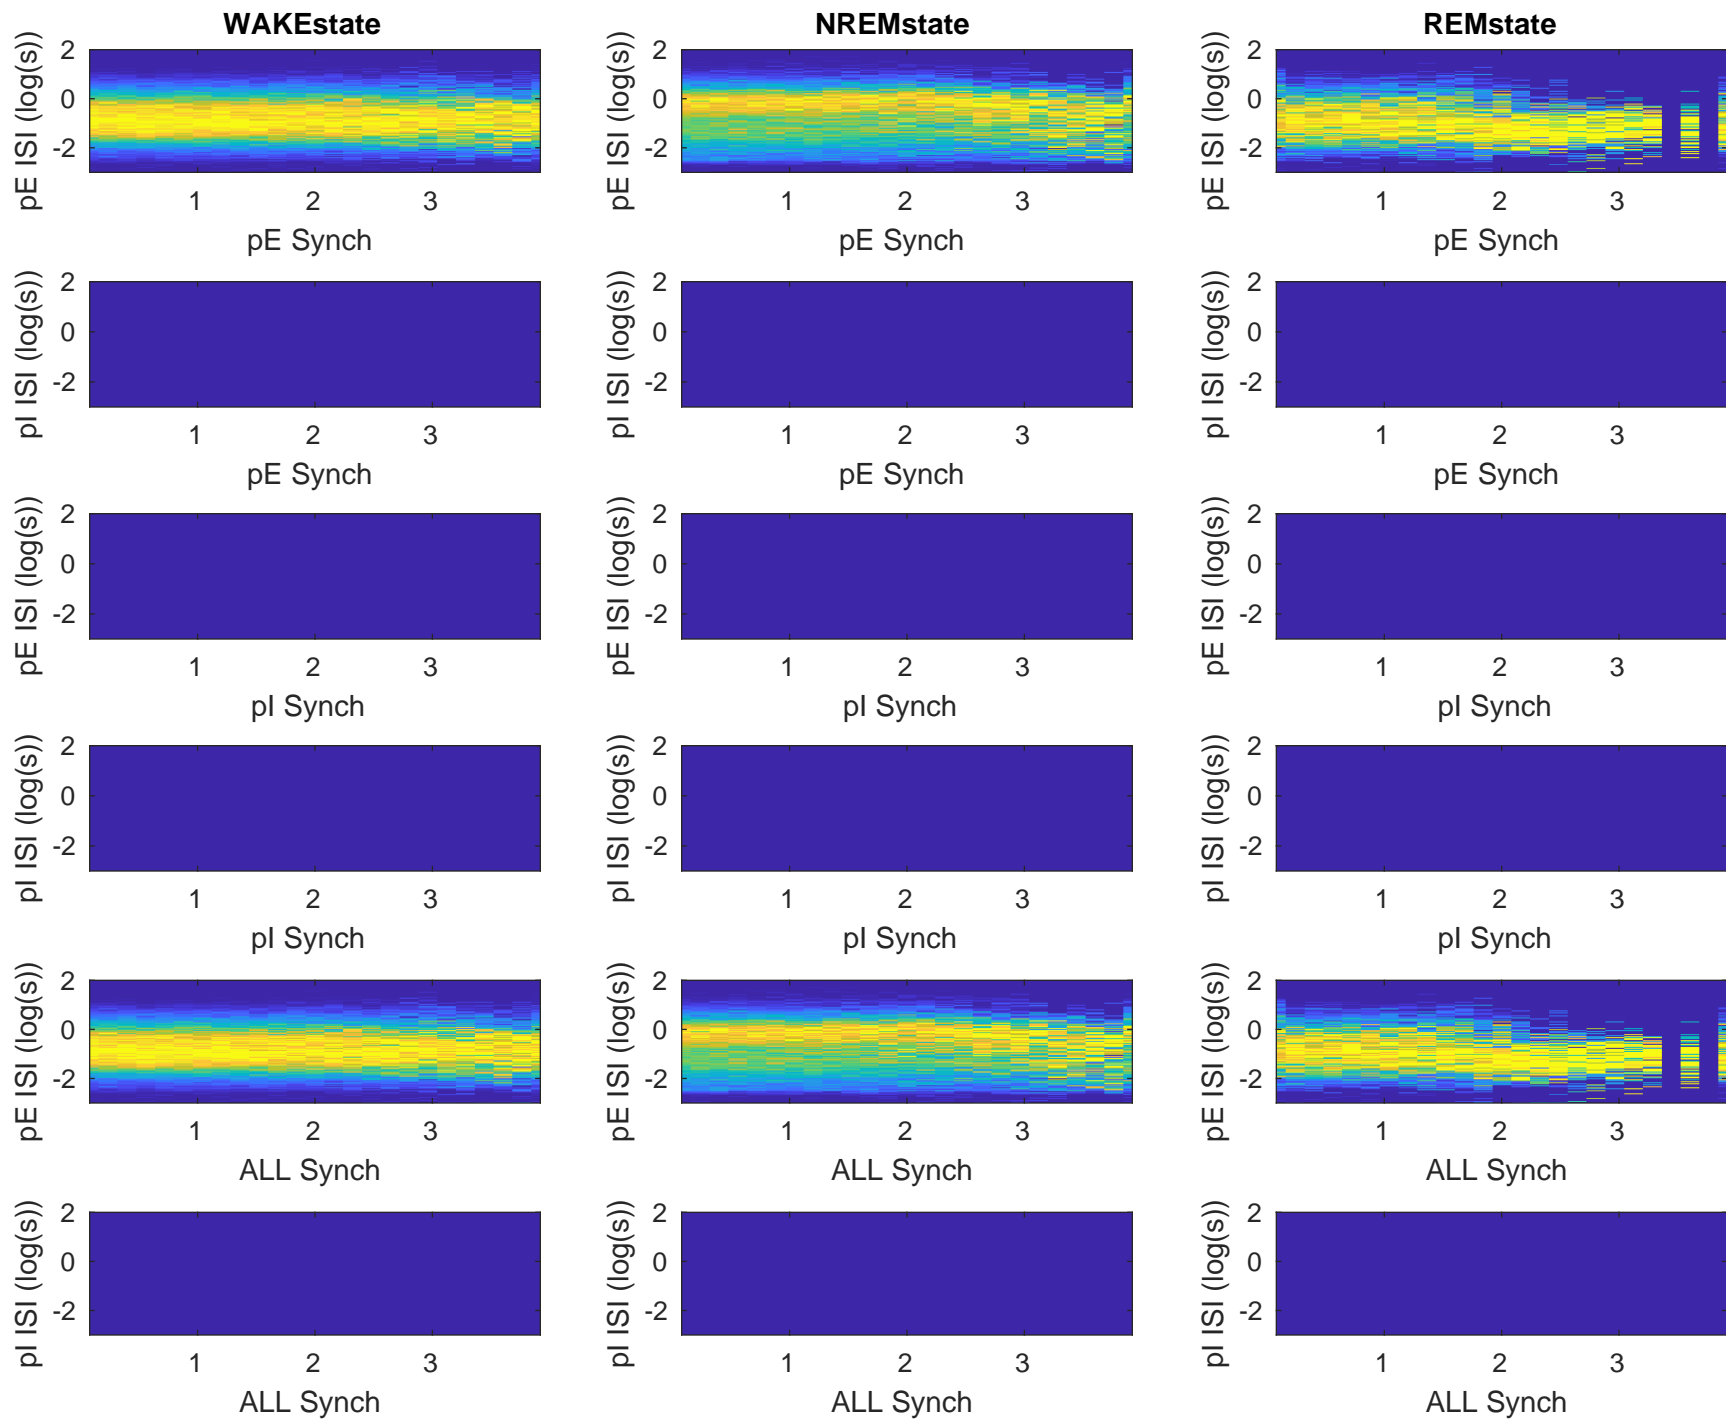 WAKEstate NREMstate REMstate
2 2 2
pE ISI (log(s)) pE ISI (log(s)) pE ISI (log(s))
0 0 0
-2 -2 -2
1 2 3 1 2 3 1 2 3
pE Synch pE Synch pE Synch
2 2 2
pI ISI (log(s)) pI ISI (log(s)) pI ISI (log(s))
0 0 0
-2 -2 -2
1 2 3 1 2 3 1 2 3
pE Synch pE Synch pE Synch
2 2 2
pE ISI (log(s)) pE ISI (log(s)) pE ISI (log(s))
0 0 0
-2 -2 -2
1 2 3 1 2 3 1 2 3
pI Synch pI Synch pI Synch
2 2 2
pI ISI (log(s)) pI ISI (log(s)) pI ISI (log(s))
0 0 0
-2 -2 -2
1 2 3 1 2 3 1 2 3
pI Synch pI Synch pI Synch
2 2 2
pE ISI (log(s)) pE ISI (log(s)) pE ISI (log(s))
0 0 0
-2 -2 -2
1 2 3 1 2 3 1 2 3
ALL Synch ALL Synch ALL Synch
2 2 2
pI ISI (log(s)) pI ISI (log(s)) pI ISI (log(s))
0 0 0
-2 -2 -2
1 2 3 1 2 3 1 2 3
ALL Synch ALL Synch ALL Synch